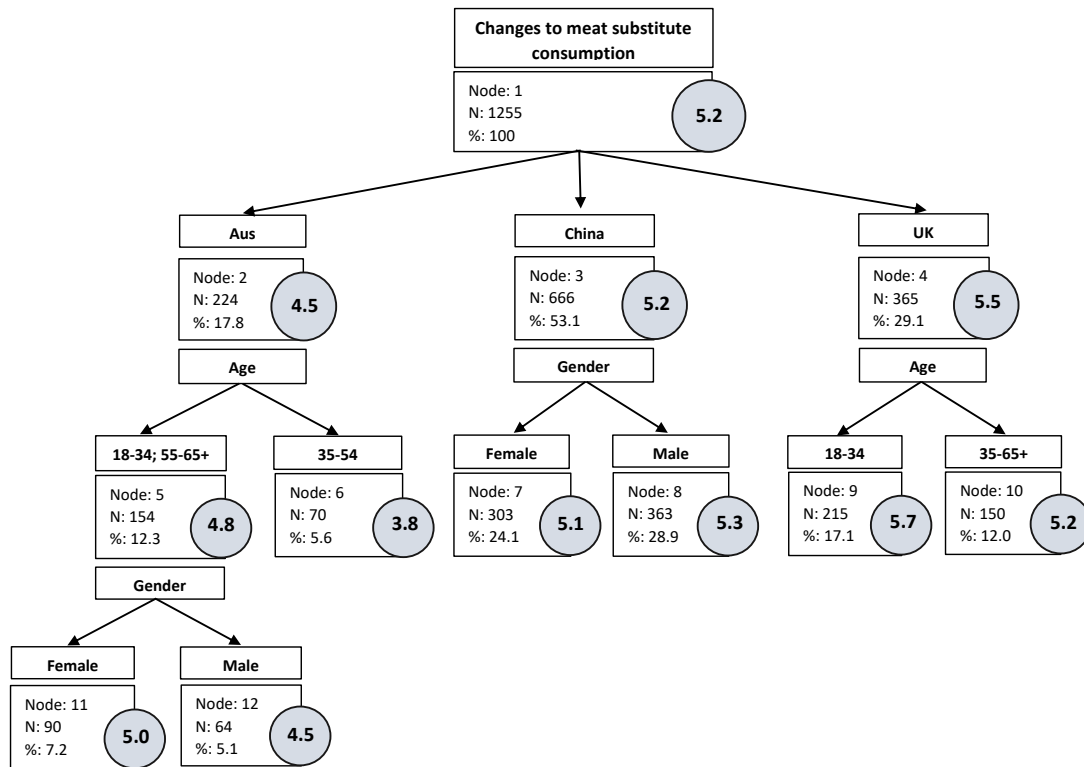 Changes to meat substitute
consumption
Node: 1
N: 1255
%: 100
5.2
Aus
China
UK
Node: 2
N: 224
%: 17.8
4.5
Node: 3
N: 666
%: 53.1
5.2
Node: 4
N: 365
%: 29.1
5.5
Age
Gender
Age
18-34; 55-65+
35-54
Female
Male
18-34
35-65+
Node: 5
N: 154
%: 12.3
4.8
Node: 6
N: 70
%: 5.6
3.8
Node: 7
N: 303
%: 24.1
5.1
Node: 8
N: 363
%: 28.9
5.3
Node: 9
N: 215
%: 17.1
5.7
Node: 10
N: 150
%: 12.0
5.2
Gender
Female
Male
Node: 11
N: 90
%: 7.2
5.0
Node: 12
N: 64
%: 5.1
4.5